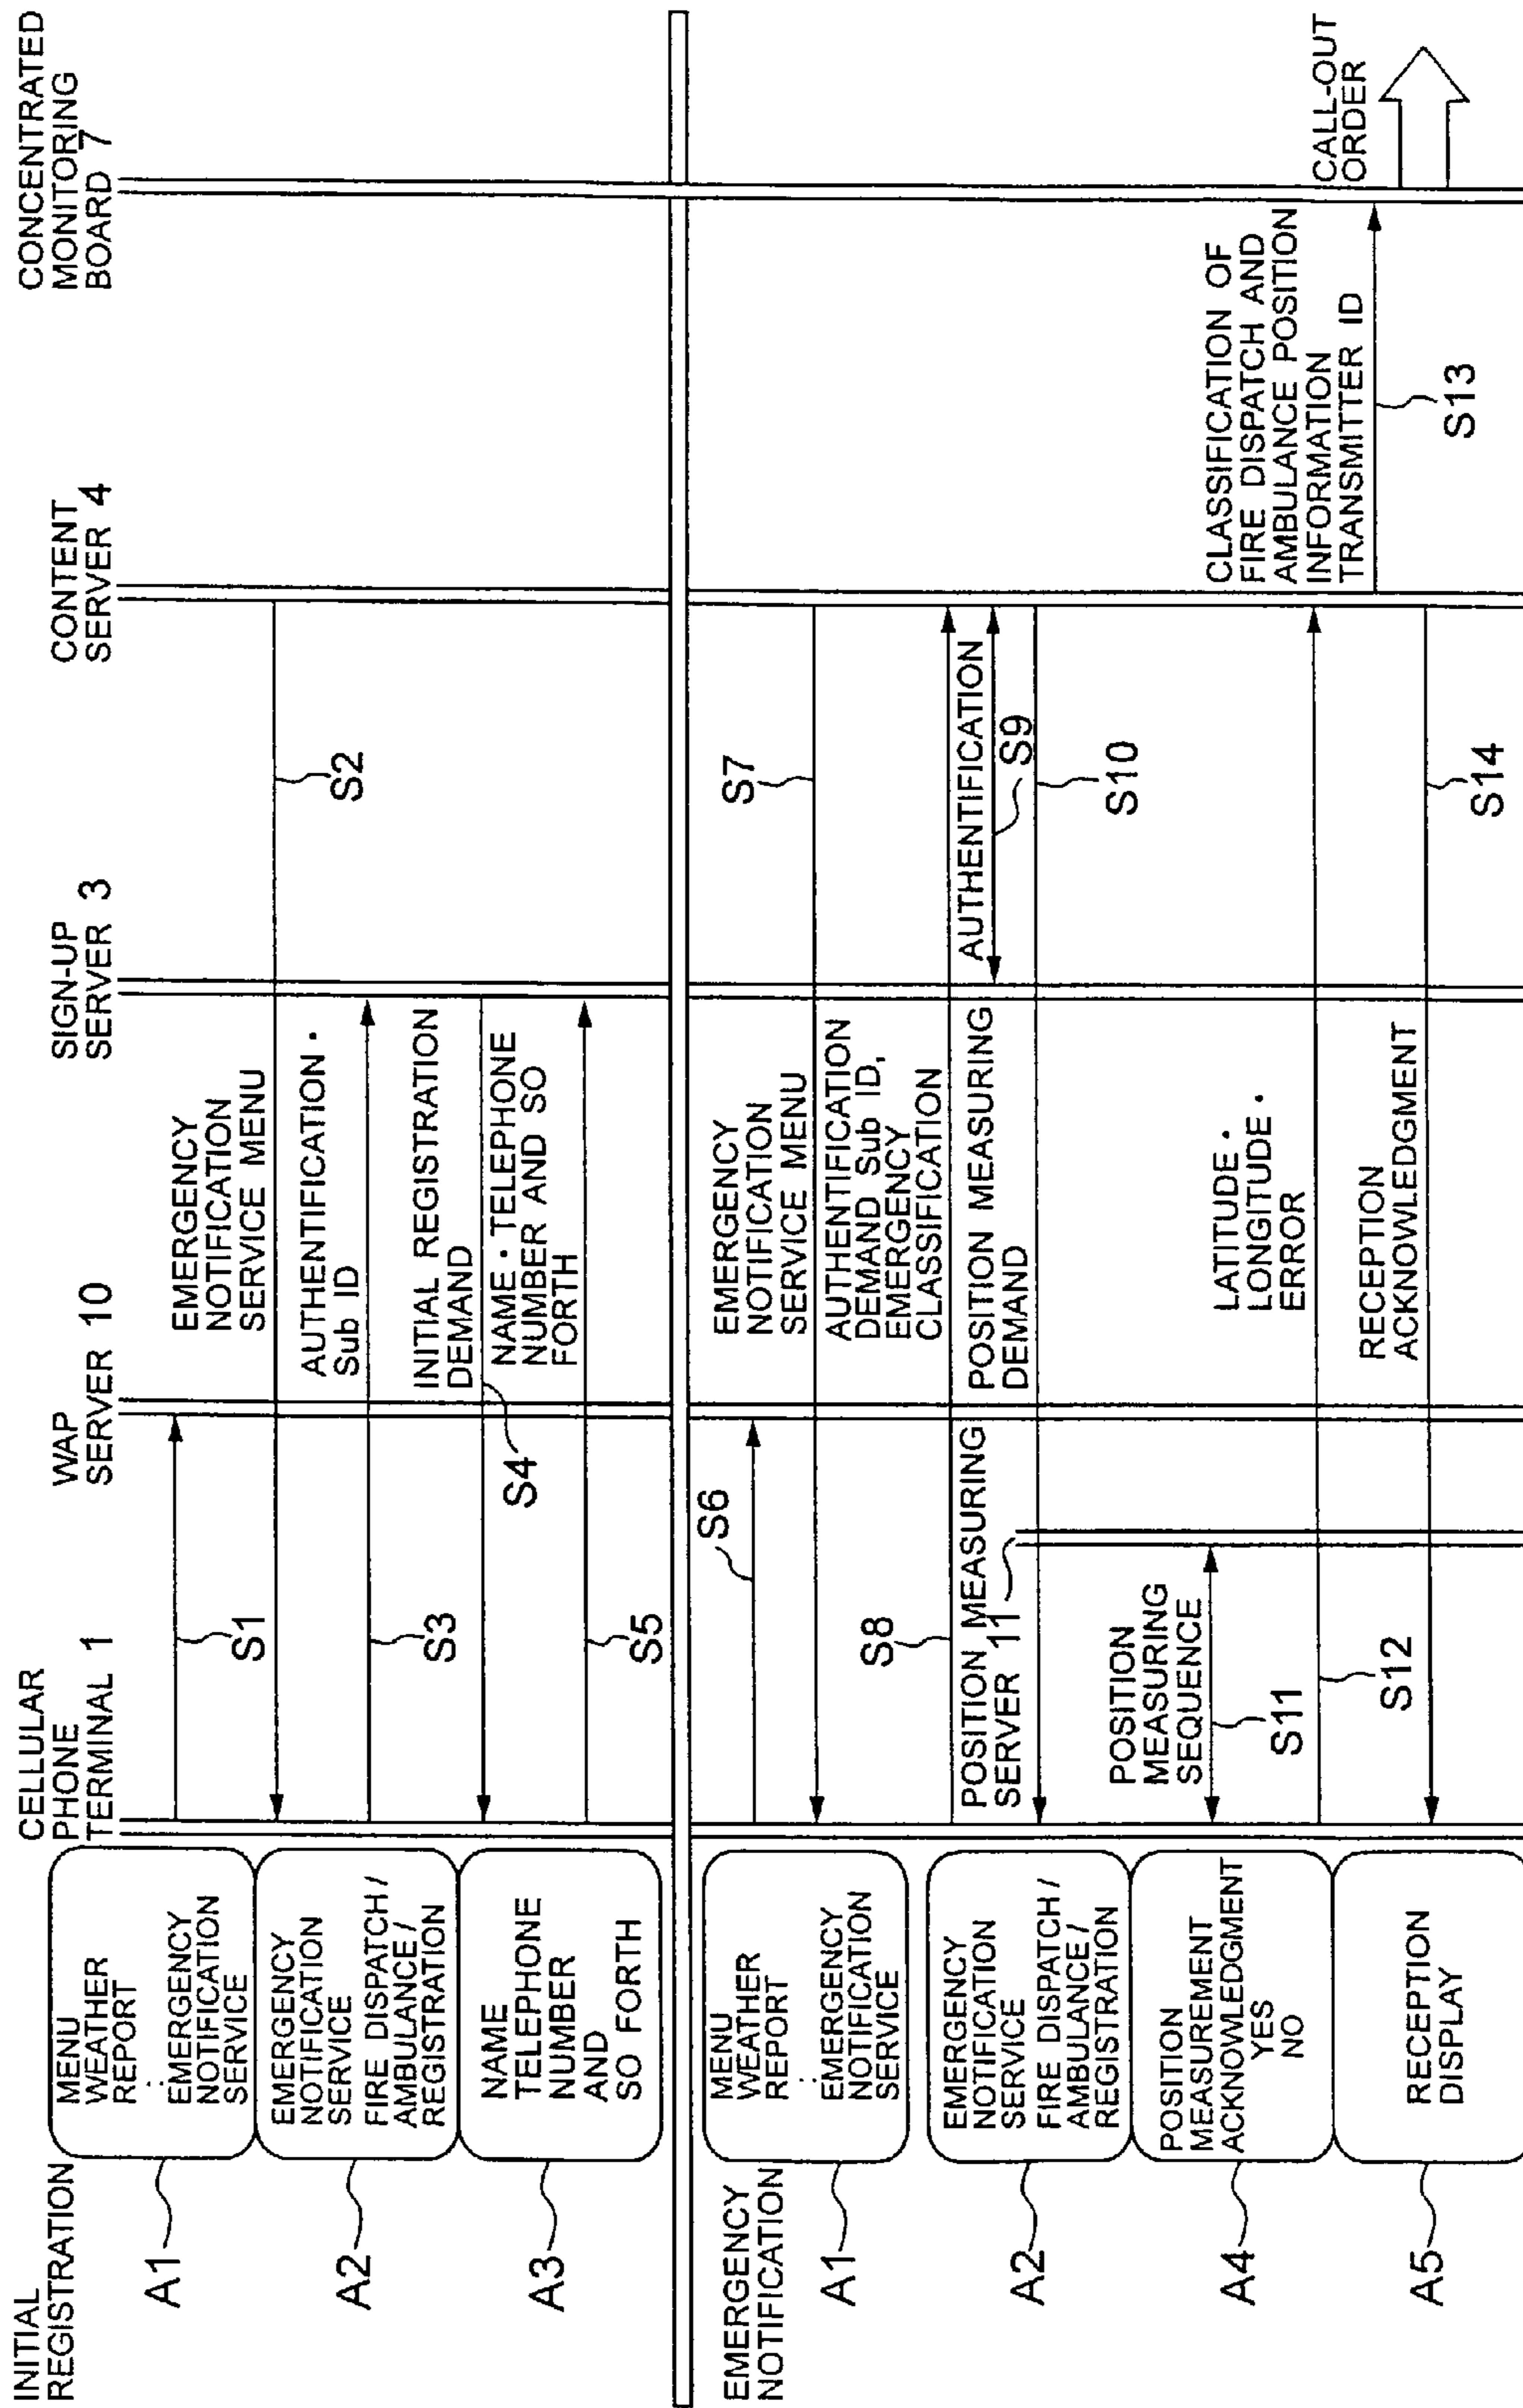 INITIAL
REGISTRATION
CELLULAR
PHONE
TERMINAL 1
WAP
SERVER 10
SIGN-UP
SERVER 3
CONTENT
SERVER 4
CONCENTRATED
MONITORING
BOARD 7
A1
MENU
WEATHER
REPORT
:
EMERGENCY
NOTIFICATION
SERVICE
S1
EMERGENCY
NOTIFICATION
SERVICE MENU
S2
A2
EMERGENCY
NOTIFICATION
SERVICE
FIRE DISPATCH /
AMBULANCE/
REGISTRATION
S3
AUTHENTIFICATION ·
Sub ID
INITIAL REGISTRATION
DEMAND
S4
A3
NAME
TELEPHONE
NUMBER
AND
SO FORTH
NAME · TELEPHONE
NUMBER AND SO
FORTH
S5
EMERGENCY
NOTIFICATION
A1
MENU
WEATHER
REPORT
:
EMERGENCY
NOTIFICATION
SERVICE
S6
EMERGENCY
NOTIFICATION
SERVICE MENU
S7
AUTHENTIFICATION
DEMAND Sub ID,
EMERGENCY
CLASSIFICATION
S8
AUTHENTIFICATION
S9
A2
EMERGENCY
NOTIFICATION
SERVICE
FIRE DISPATCH /
AMBULANCE/
REGISTRATION
POSITION MEASURING
SERVER 11
POSITION MEASURING
DEMAND
S10
A4
POSITION
MEASUREMENT
ACKNOWLEDGMENT
YES
NO
POSITION
MEASURING
SEQUENCE
S11
LATITUDE ·
LONGITUDE ·
ERROR
S12
CLASSIFICATION OF
FIRE DISPATCH AND
AMBULANCE POSITION
INFORMATION
TRANSMITTER ID
S13
CALL-OUT
ORDER
A5
RECEPTION
DISPLAY
RECEPTION
ACKNOWLEDGMENT
S14